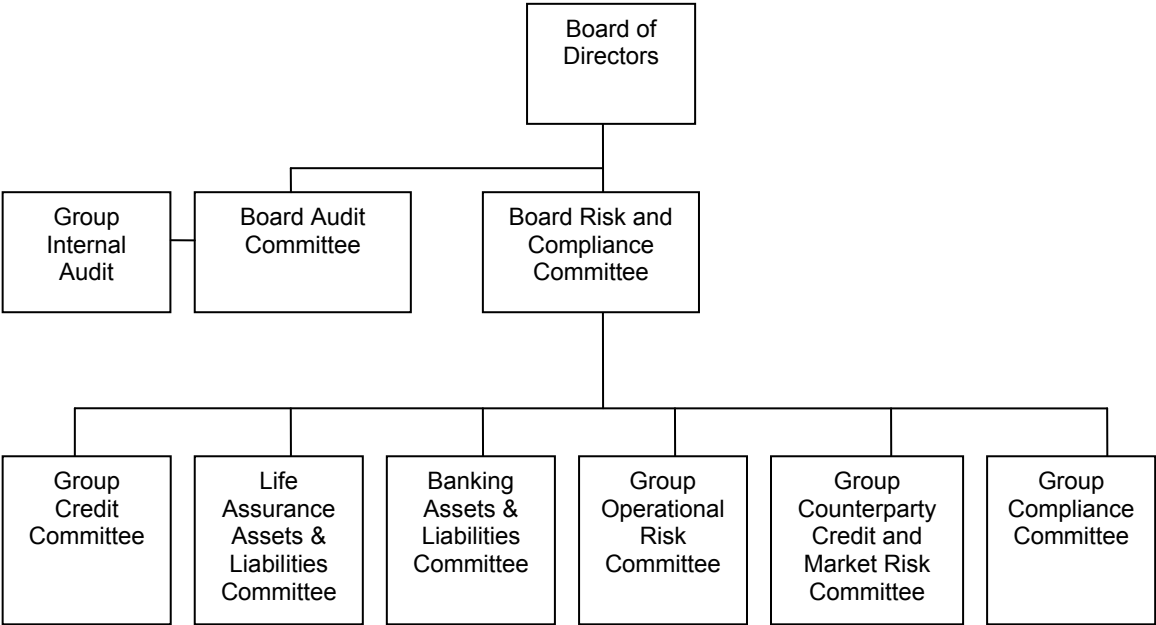 Board of
Directors
Group
Internal
Audit
Board Audit
Committee
Board Risk and
Compliance
Committee
Group
Credit
Committee
Life
Assurance
Assets &
Liabilities
Committee
Banking
Assets &
Liabilities
Committee
Group
Operational
Risk
Committee
Group
Counterparty
Credit and
Market Risk
Committee
Group
Compliance
Committee